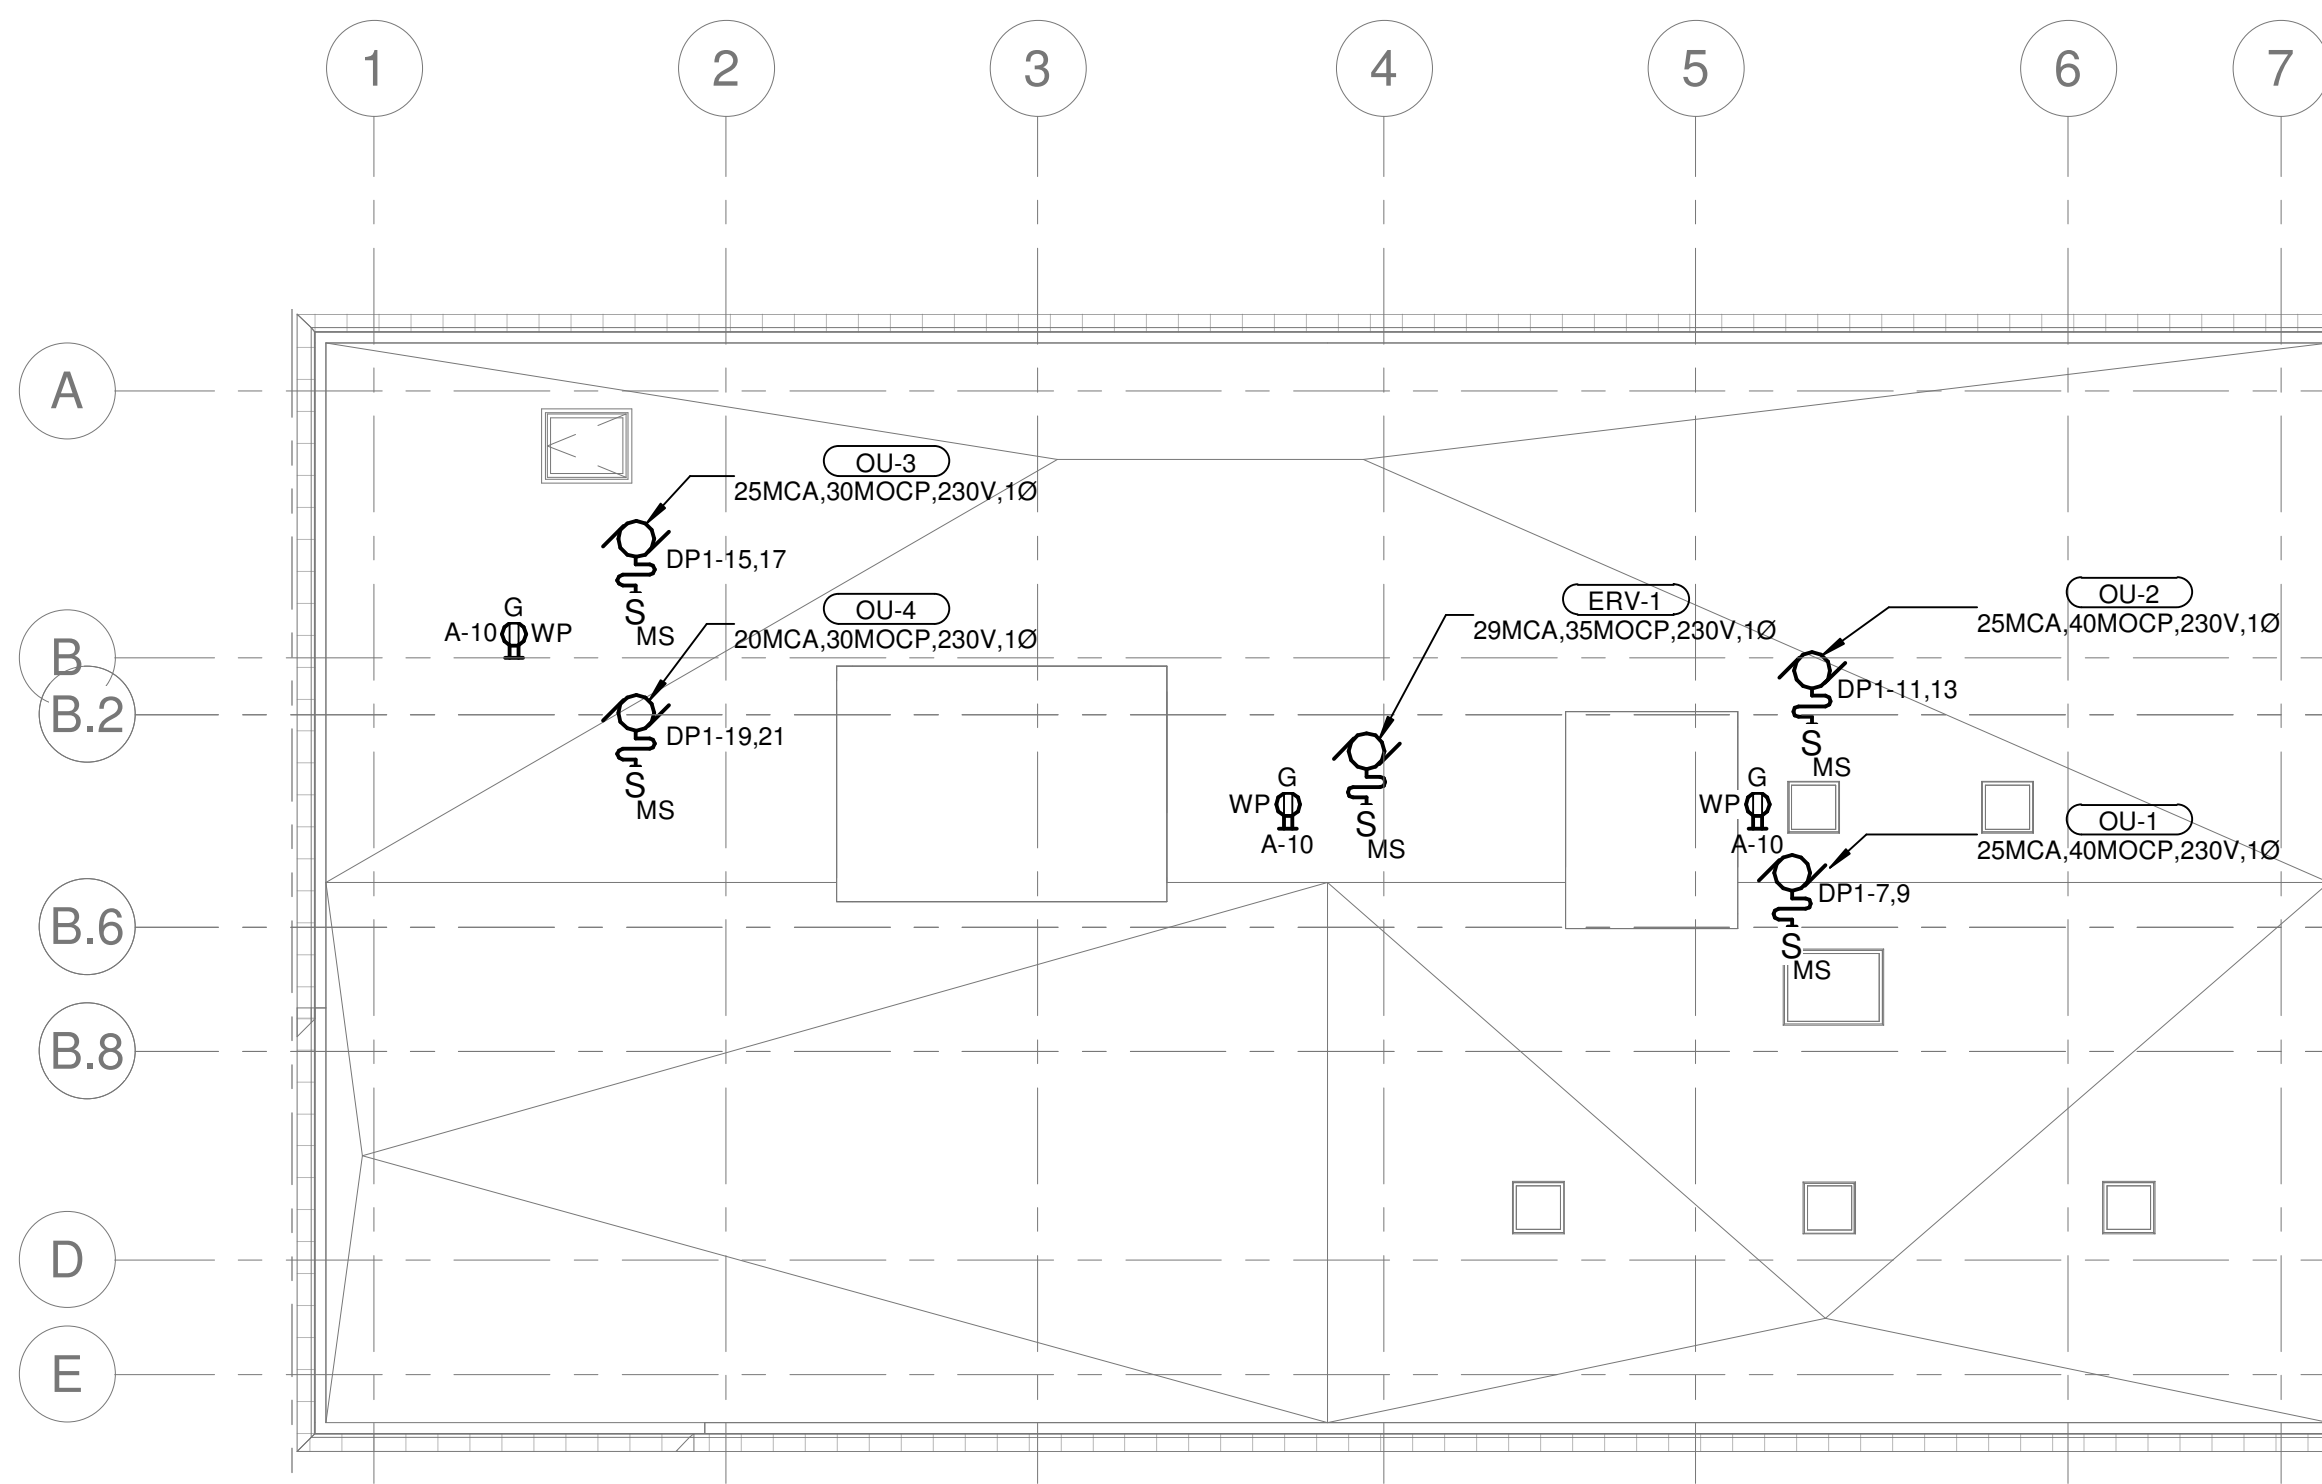 1 2 3 4 5 6 7
A
OU-3
25MCA,30MOCP,230V,1Ø
DP1-15,17
S
MS
G
A-10 WP
OU-4
20MCA,30MOCP,230V,1Ø
DP1-19,21
S
MS
ERV-1
29MCA,35MOCP,230V,1Ø
S
MS
G
WP
A-10
OU-2
25MCA,40MOCP,230V,1Ø
DP1-11,13
S
MS
G
WP
A-10
OU-1
25MCA,40MOCP,230V,1Ø
DP1-7,9
S
MS
B
B.2
B.6
B.8
D
E